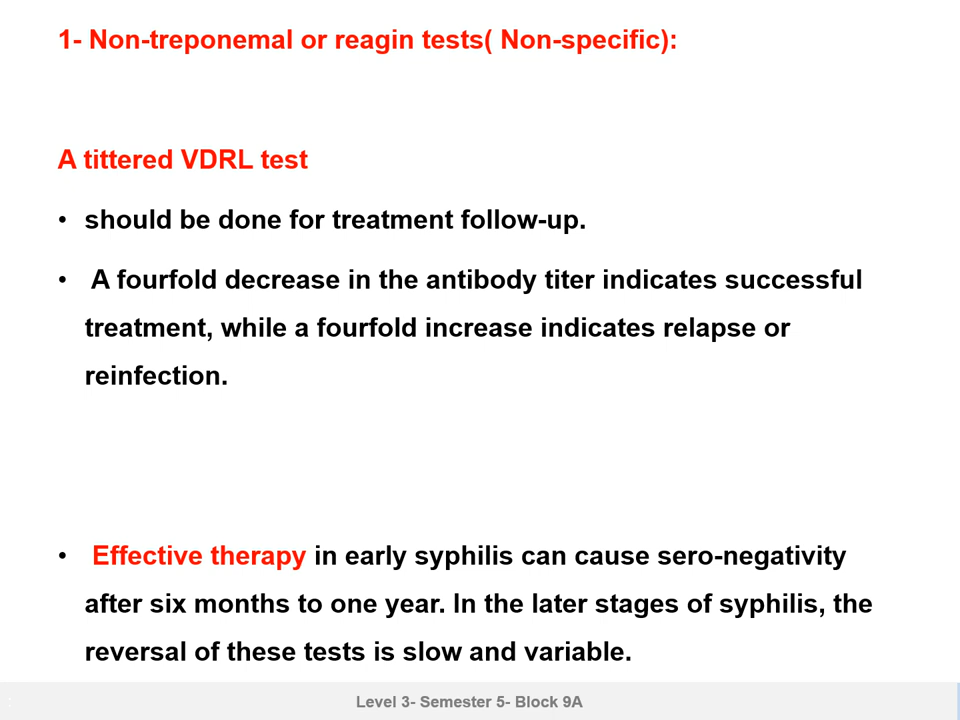 1- Non-treponemal or reagin tests( Non-specific):
A tittered VDRL test
• should be done for treatment follow-up.
• A fourfold decrease in the antibody titer indicates successful
treatment, while a fourfold increase indicates relapse or
reinfection.
• Effective therapy in early syphilis can cause sero-negativity
after six months to one year. In the later stages of syphilis, the
reversal of these tests is slow and variable.
Level 3- Semester 5- Block 9A